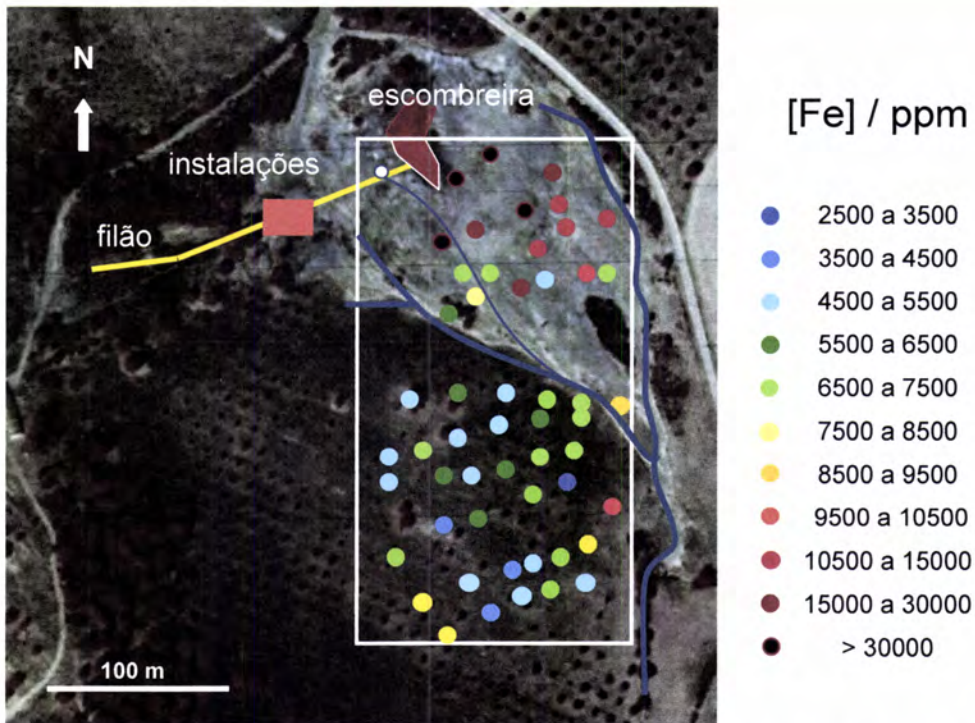 N
escombreira
instalações
filão
100 m
[Fe] / ppm
2500 a 3500
3500 a 4500
4500 a 5500
5500 a 6500
6500 a 7500
7500 a 8500
8500 a 9500
9500 a 10500
10500 a 15000
15000 a 30000
> 30000